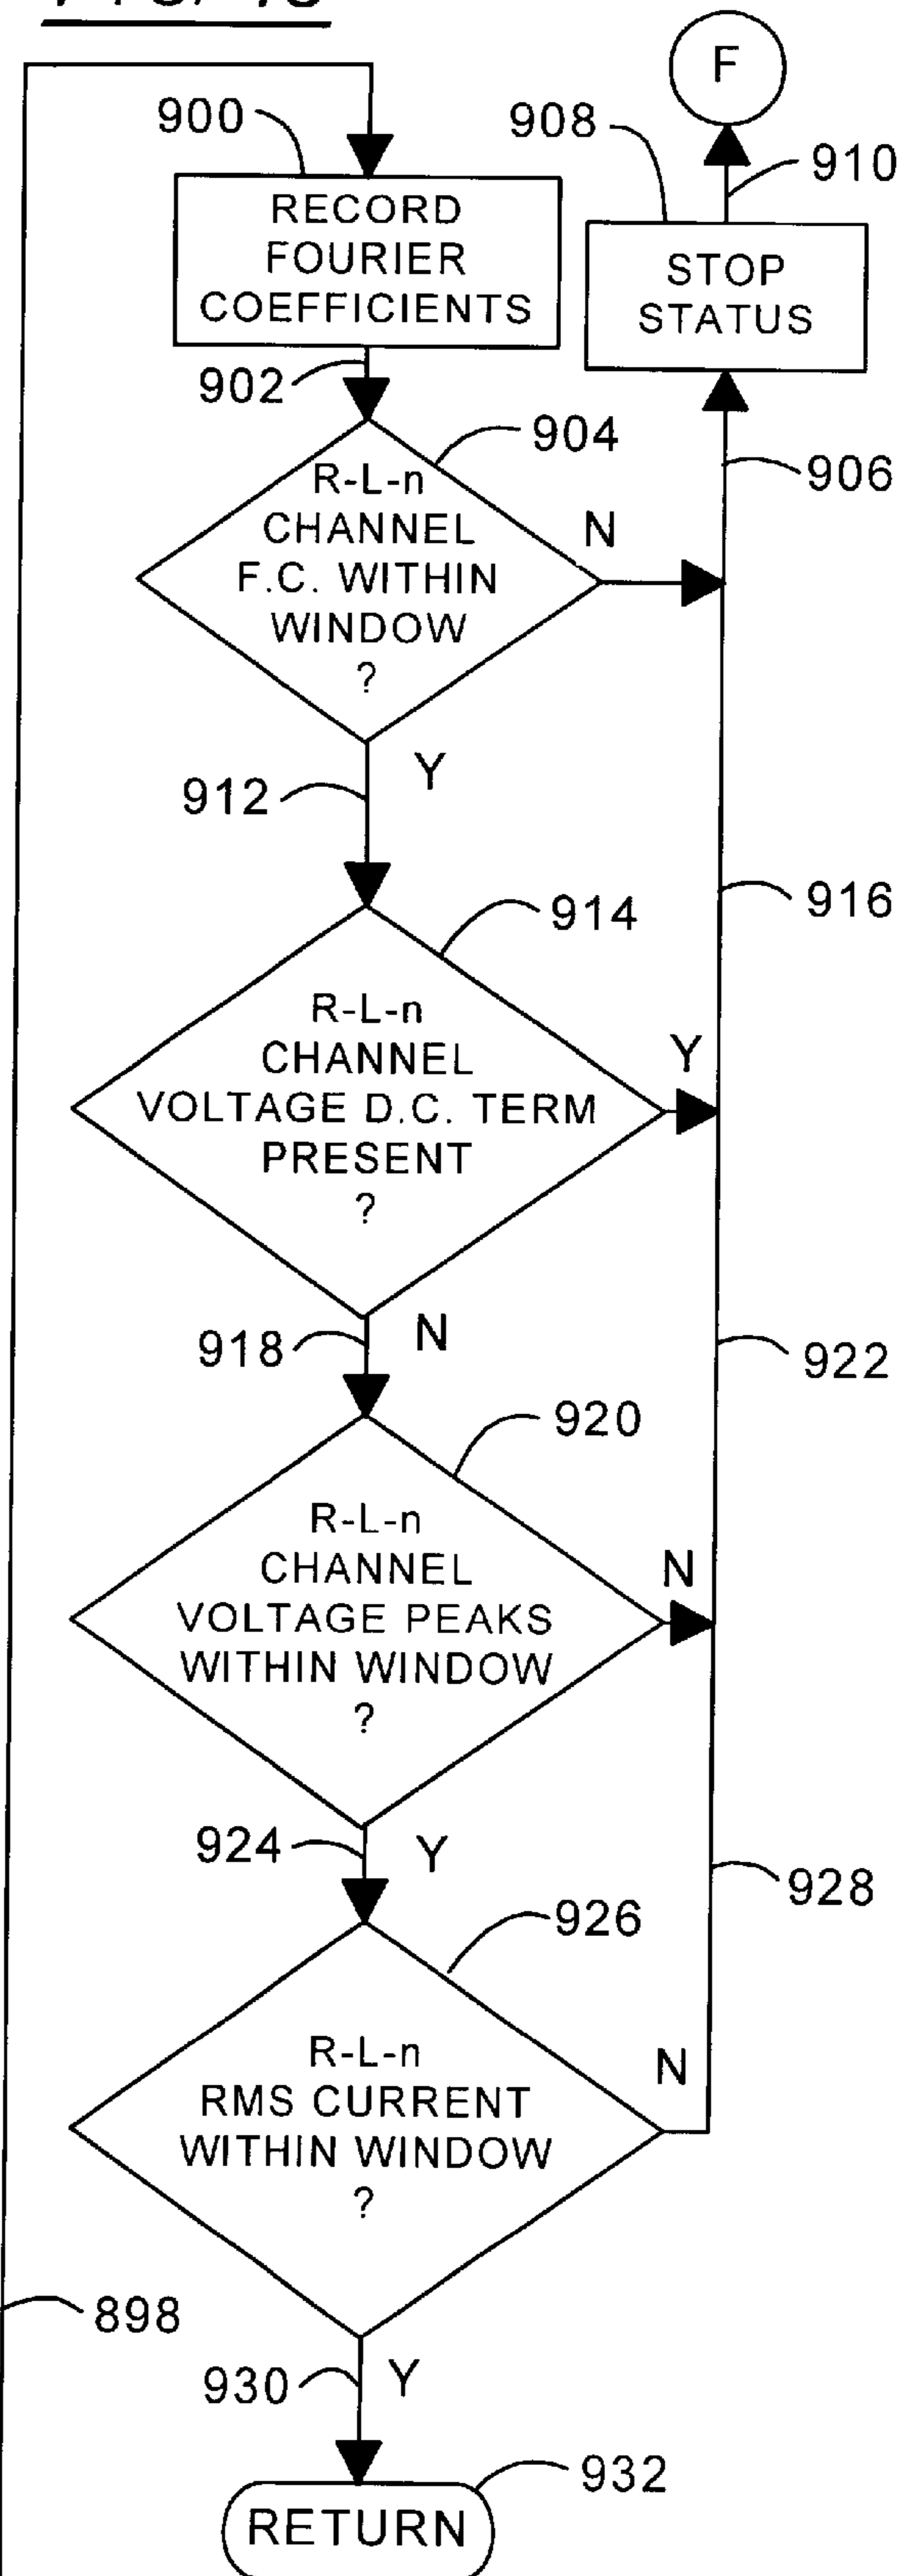 F
900
908
910
RECORD
FOURIER
COEFFICIENTS
STOP
STATUS
902
904
906
R-L-n
CHANNEL
F.C. WITHIN
WINDOW
?
N
Y
912
914
916
R-L-n
CHANNEL
VOLTAGE D.C. TERM
PRESENT
?
Y
N
918
922
920
R-L-n
CHANNEL
VOLTAGE PEAKS
WITHIN WINDOW
?
N
924
Y
928
926
R-L-n
RMS CURRENT
WITHIN WINDOW
?
N
898
930
Y
932
RETURN